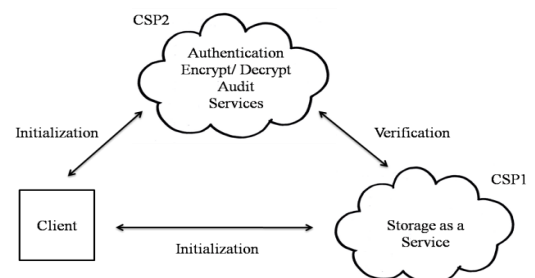 CSP2
Authentication
Encrypt/ Decrypt
Audit
Services
Initialization
Verification
CSP1
Client
Storage as a
Service
Initialization